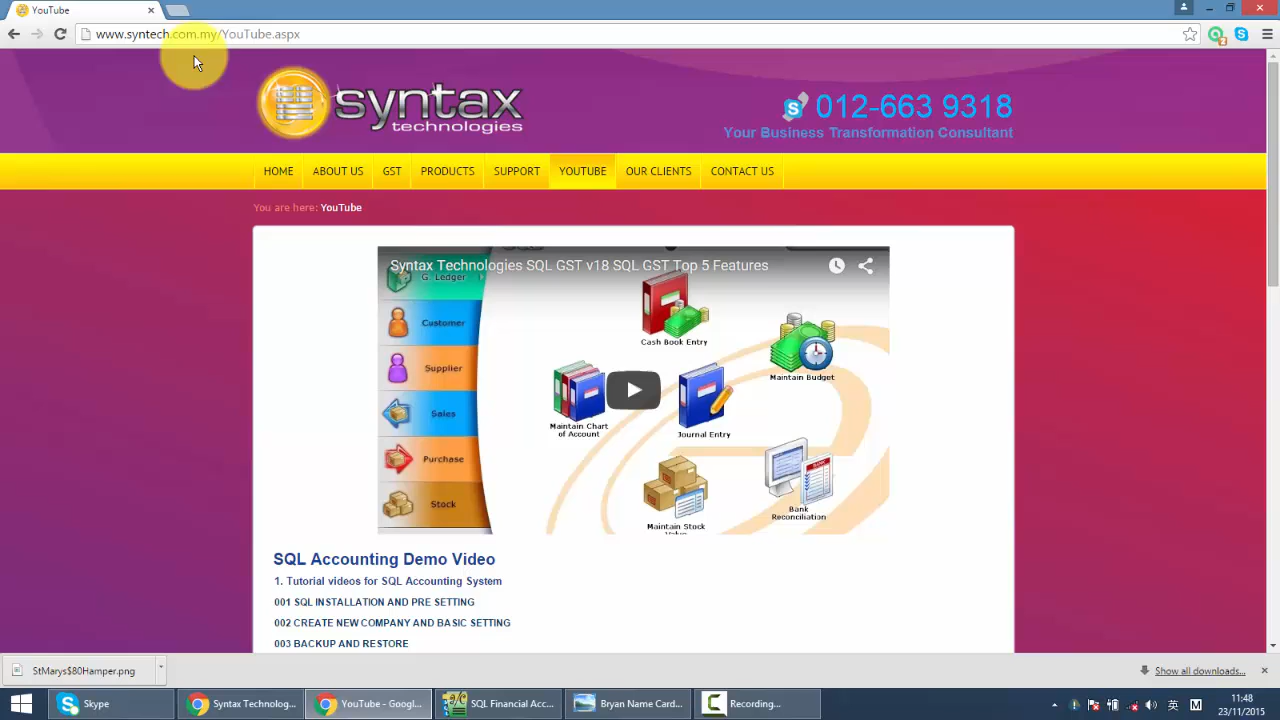 YouTube
www.syntech.com.my/YouTube.aspx
syntax
technologies
012-663 9318
Your Business Transformation Consultant
HOME
ABOUT US
GST
PRODUCTS
SUPPORT
YOUTUBE
OUR CLIENTS
CONTACT US
You are here: YouTube
Syntax Technologies SQL GST v18 SQL GST Top 5 Features
G. Ledger
Customer
Supplier
Sales
Purchase
Stock
Cash Book Entry
Maintain Budget
Maintain Chart
of Account
Journal Entry
Maintain Stock
Value
Bank
Reconciliation
SQL Accounting Demo Video
1. Tutorial videos for SQL Accounting System
001 SQL INSTALLATION AND PRE SETTING
002 CREATE NEW COMPANY AND BASIC SETTING
003 BACKUP AND RESTORE
StMarys$80Hamper.png
Show all downloads...
Skype
Syntax Technolog...
YouTube - Googl...
SQL Financial Acc...
Bryan Name Card...
Recording...
英
M
11:48
23/11/2015